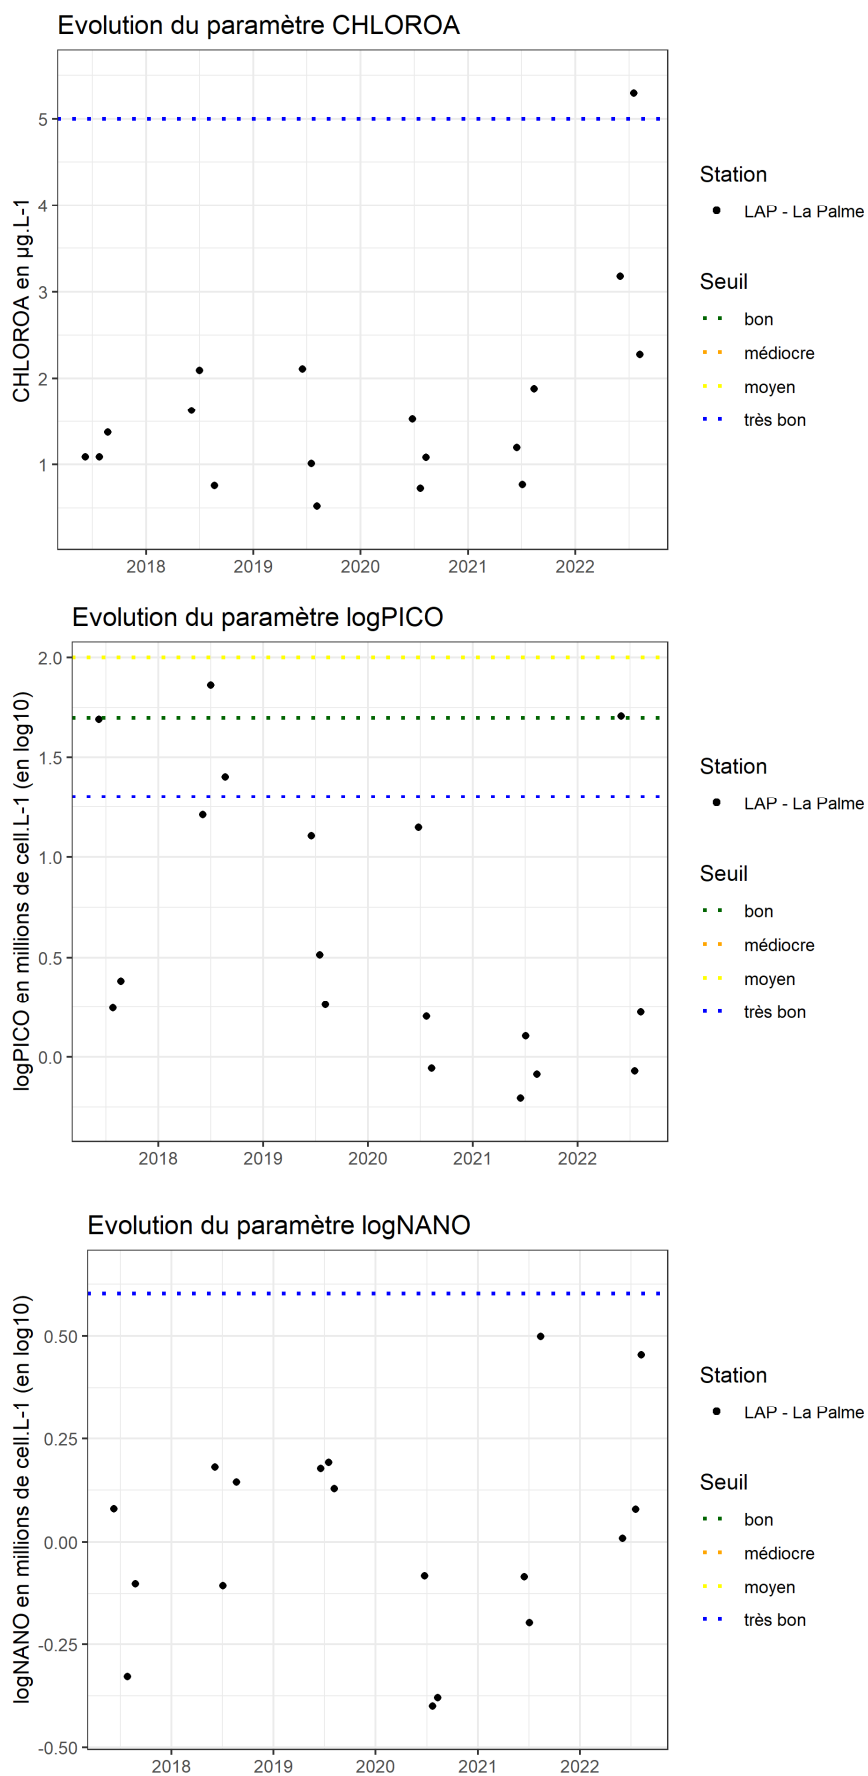 Evolution du paramètre CHLOROA
CHLOROA en µg.L-1
5
4
3
2
1
2018 2019 2020 2021 2022
Station
LAP - La Palme
Seuil
bon
médiocre
moyen
très bon
Evolution du paramètre logPICO
logPICO en millions de cell.L-1 (en log10)
2.0
1.5
1.0
0.5
0.0
2018 2019 2020 2021 2022
Station
LAP - La Palme
Seuil
bon
médiocre
moyen
très bon
Evolution du paramètre logNANO
logNANO en millions de cell.L-1 (en log10)
0.50
0.25
0.00
-0.25
-0.50
2018 2019 2020 2021 2022
Station
LAP - La Palme
Seuil
bon
médiocre
moyen
très bon